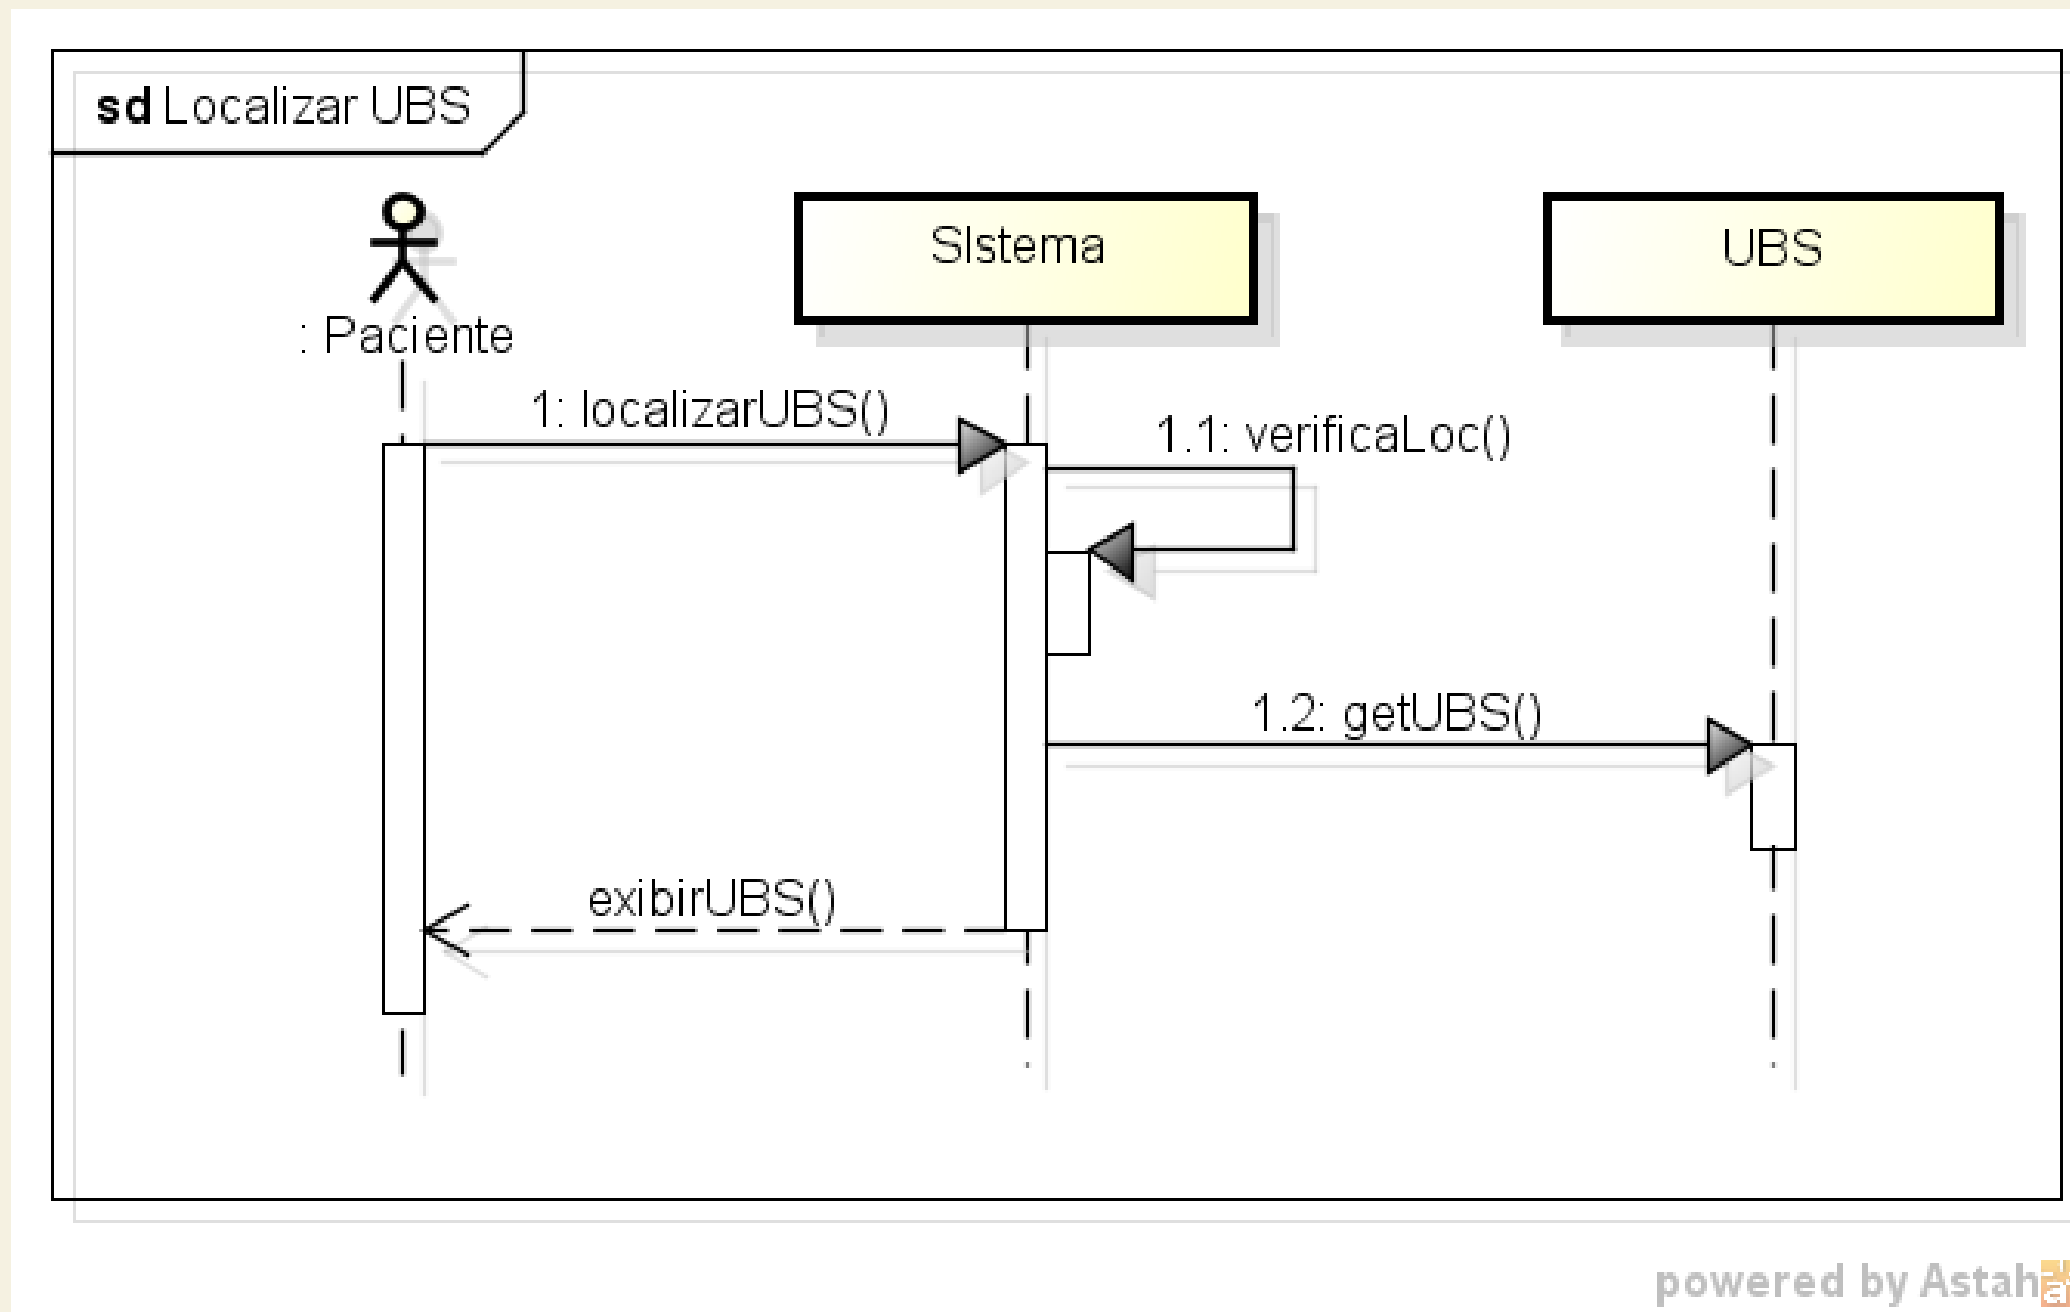 sd Localizar UBS
SIstema
UBS
: Paciente
1: localizarUBS()
1.1: verificaLoc()
1.2: getUBS()
exibirUBS()
powered by Astah